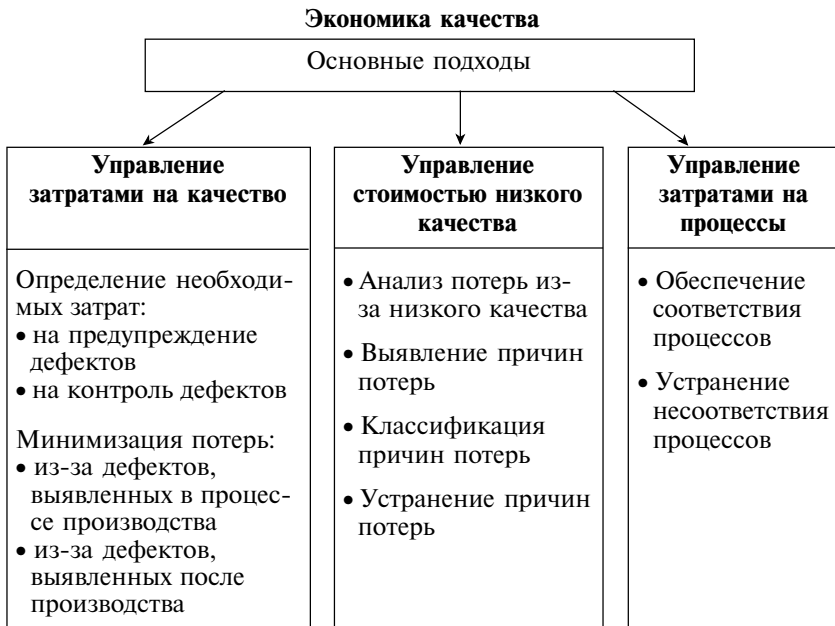 Экономика качества
Основные подходы
Управление
затратами на качество
Определение необходи-
мых затрат:
• на предупреждение
дефектов
• на контроль дефектов
Минимизация потерь:
• из-за дефектов,
выявленных в процес-
се производства
• из-за дефектов,
выявленных после
производства
Управление
стоимостью низкого
качества
• Анализ потерь из-
за низкого качества
• Выявление причин
потерь
• Классификация
причин потерь
• Устранение причин
потерь
Управление
затратами на
процессы
• Обеспечение
соответствия
процессов
• Устранение
несоответствия
процессов